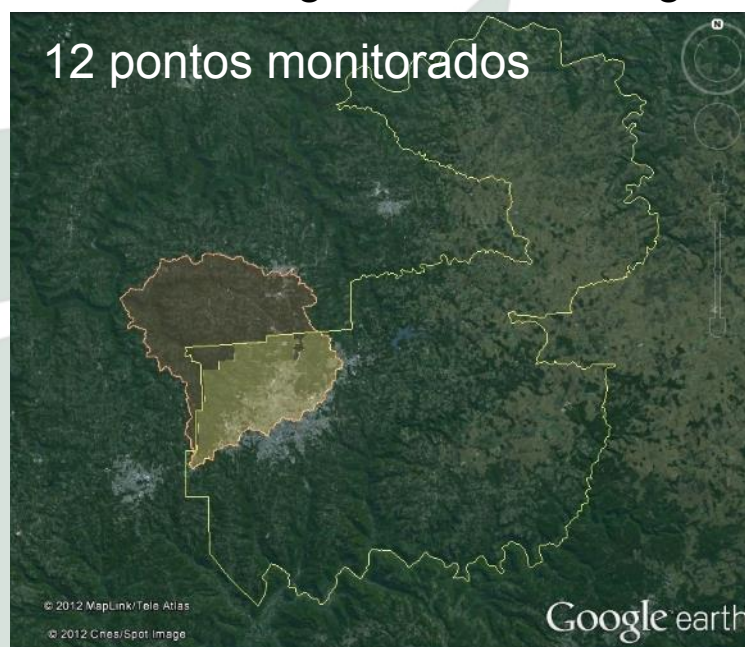 12 pontos monitorados
N
© 2012 MapLink/Tele Atlas
© 2012 Cnes/Spot Image
Google earth